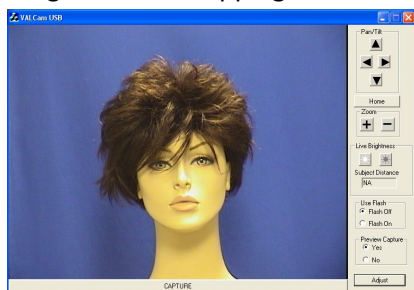 VALCam USB
Pan/Tilt
Home
Zoom
Live Brightness
Subject Distance
NA
Use Flash
Flash Off
Flash On
Preview Capture
Yes
No
Adjust
CAPTURE